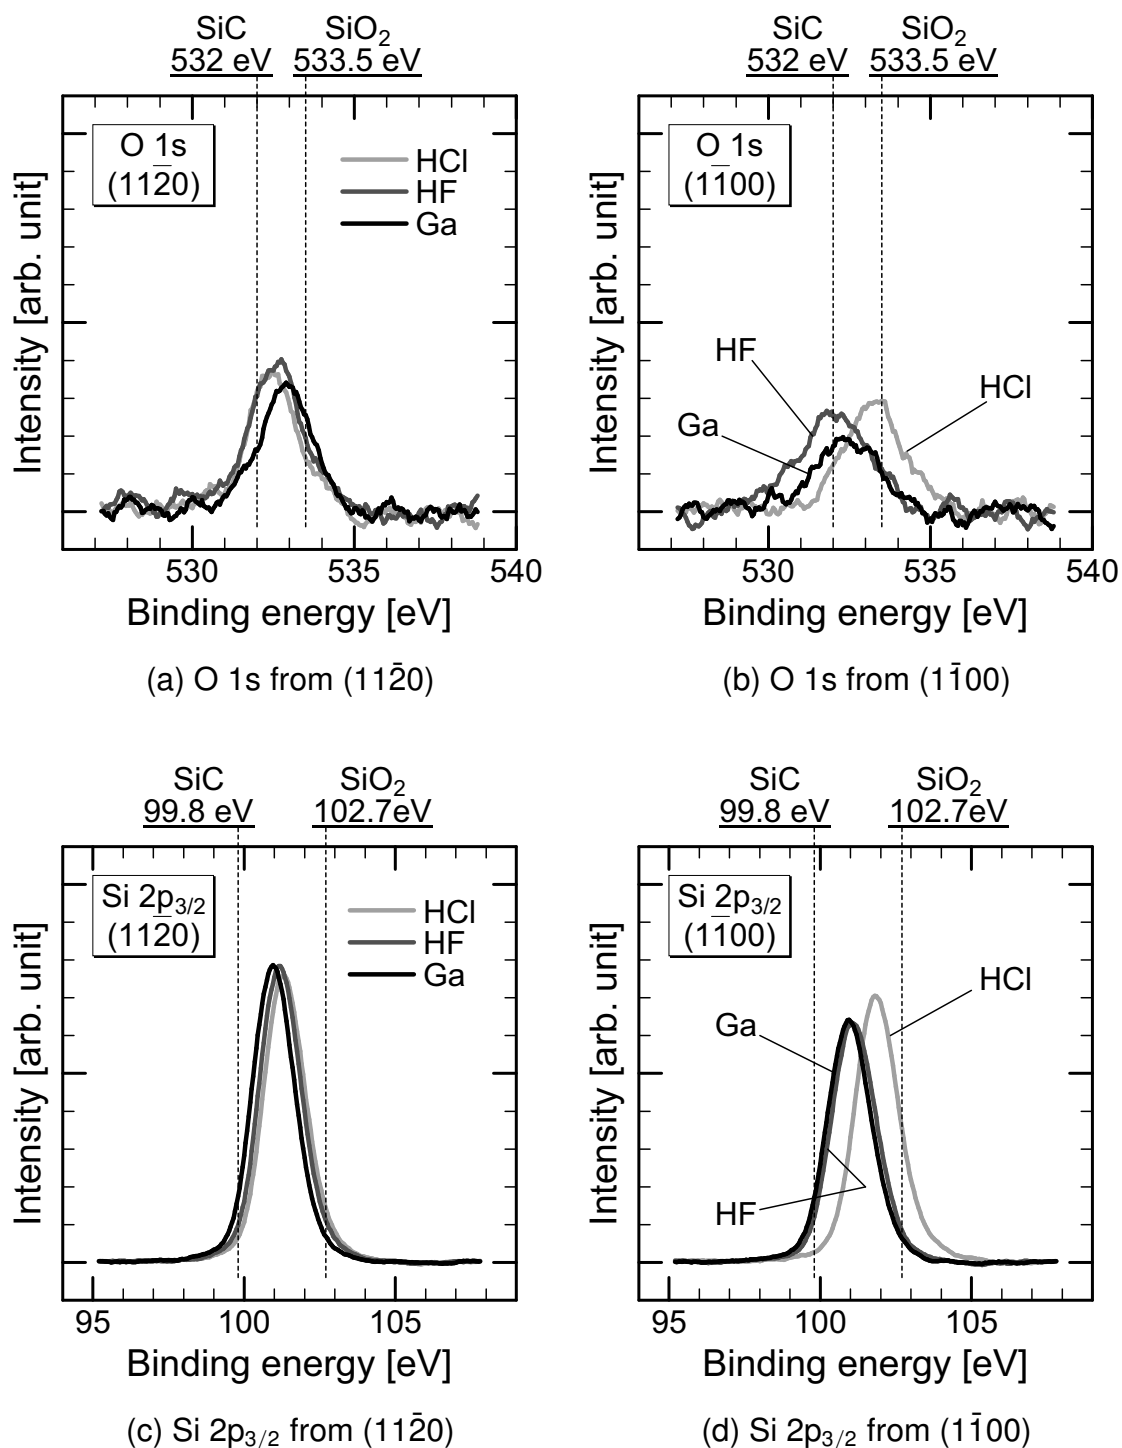 SiC SiO₂
532 eV 533.5 eV
O 1s
(112̅0)
HCl
HF
Ga
Intensity [arb. unit]
530 535 540
Binding energy [eV]
(a) O 1s from (112̅0)
SiC SiO₂
532 eV 533.5 eV
O 1s
(11̅00)
HF
HCl
Ga
Intensity [arb. unit]
530 535 540
Binding energy [eV]
(b) O 1s from (11̅00)
SiC SiO₂
99.8 eV 102.7eV
Si 2p₃/₂
(112̅0)
HCl
HF
Ga
Intensity [arb. unit]
95 100 105
Binding energy [eV]
(c) Si 2p₃/₂ from (112̅0)
SiC SiO₂
99.8 eV 102.7eV
Si 2p₃/₂
(11̅00)
HCl
Ga
HF
Intensity [arb. unit]
95 100 105
Binding energy [eV]
(d) Si 2p₃/₂ from (11̅00)